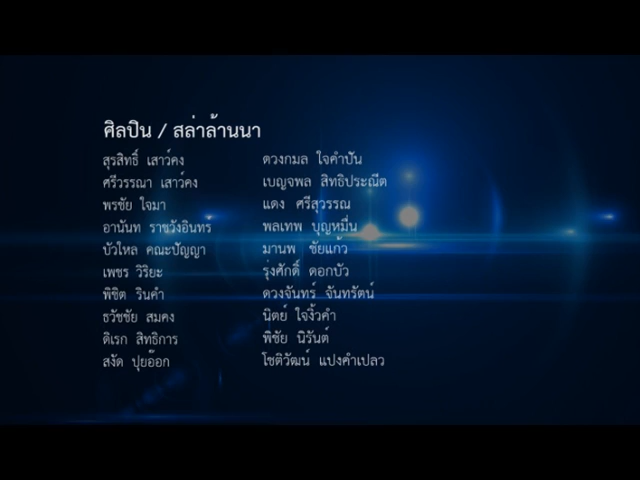 ศิลปิน / สล่าล้านนา
สุรสิทธิ์ เสาว์คง
ศรีวรรณา เสาว์คง
พรชัย ใจมา
อานันท ราชวังอินทร
บัวไหล คณะปัญญา
เพชร วิริยะ
พิชิต รินคำ
ธวัชชัย สมคง
ดิเรก สิทธิการ
สงัด ปุยอ๊อก
ดวงกมล ใจคำปัน
เบญจพล สิทธิประณีต
แดง ศรีสุวรรณ
พลเทพ บุญหมื่น
มานพ ชัยแก้ว
รุ่งศักดิ์ ดอกบัว
ดวงจันทร์ จันทรัตน์
นิตย์ ใจงิ้วคำ
พิชัย นิรันต์
โชติวัฒน์ แปงคำเปลว